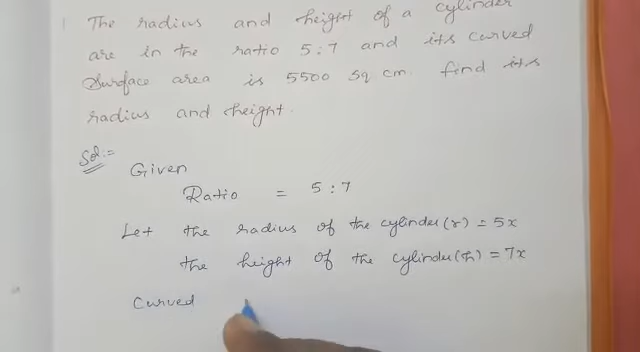 The radius and height of a cylinder
are in the ratio 5:7 and its curved
Surface area is 5500 sq cm. find its
radius and height.
Sol:-
Given
Ratio = 5:7
Let the radius of the cylinder(r) = 5x
the height of the cylinder(h) = 7x
Curved